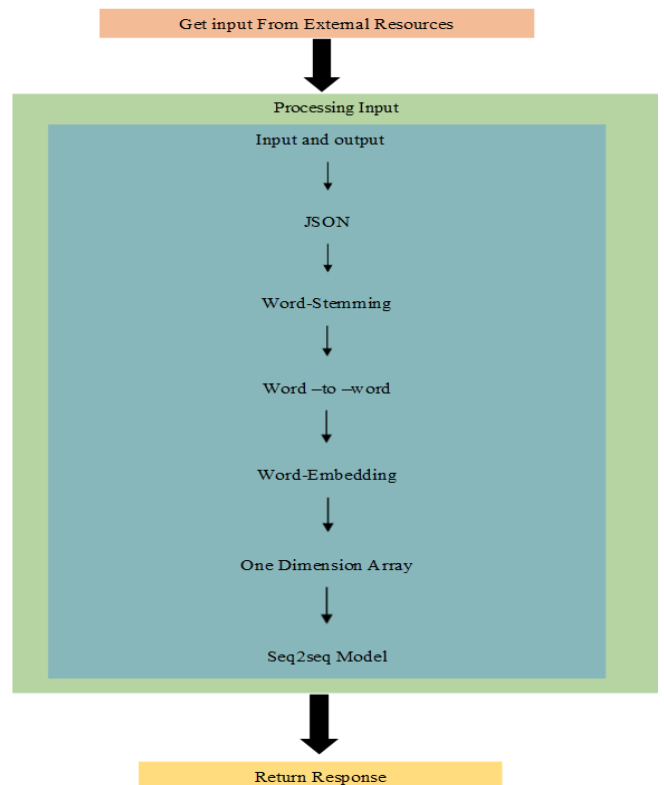 Get input From External Resources
Processing Input
Input and output
JSON
Word-Stemming
Word –to –word
Word-Embedding
One Dimension Array
Seq2seq Model
Return Response